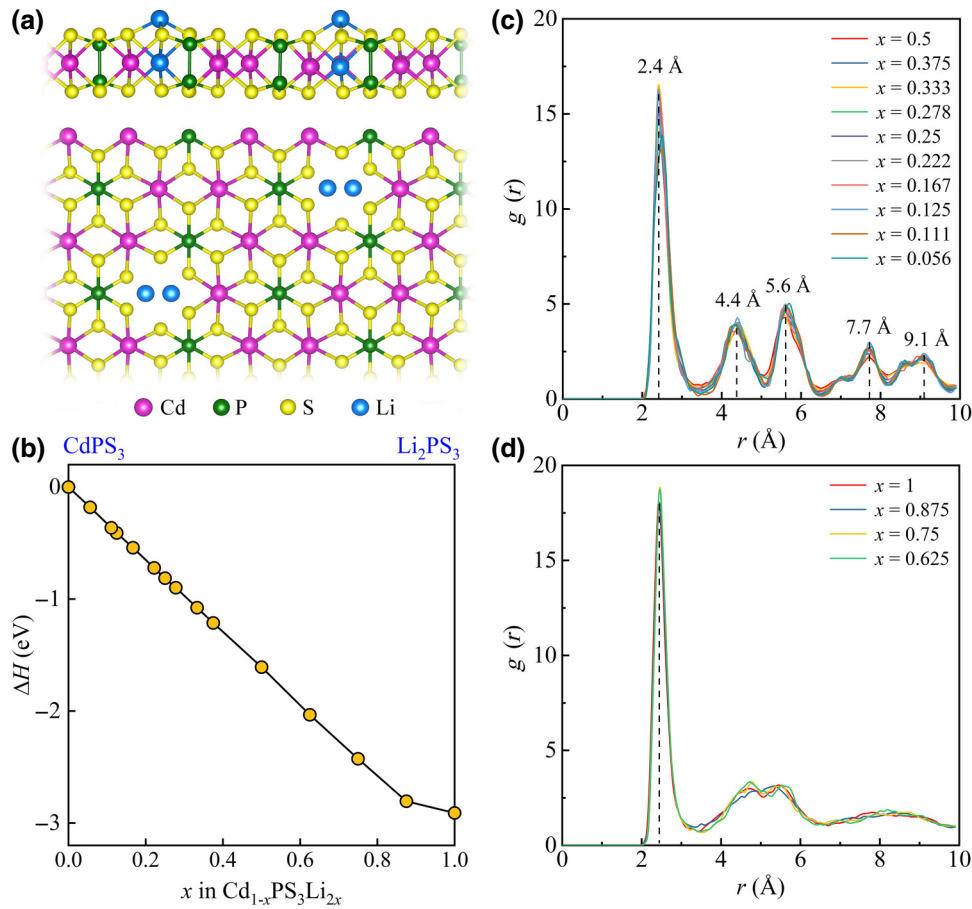 (a)
Cd P S Li
(b)
CdPS3 Li2PS3
0
−1
−2
−3
ΔH (eV)
0.0 0.2 0.4 0.6 0.8 1.0
x in Cd1-xPS3Li2x
(c)
20
15
10
5
0
g (r)
2.4 Å
4.4 Å
5.6 Å
7.7 Å
9.1 Å
x = 0.5
x = 0.375
x = 0.333
x = 0.278
x = 0.25
x = 0.222
x = 0.167
x = 0.125
x = 0.111
x = 0.056
0 2 4 6 8 10
r (Å)
(d)
20
15
10
5
0
g (r)
x = 1
x = 0.875
x = 0.75
x = 0.625
0 2 4 6 8 10
r (Å)